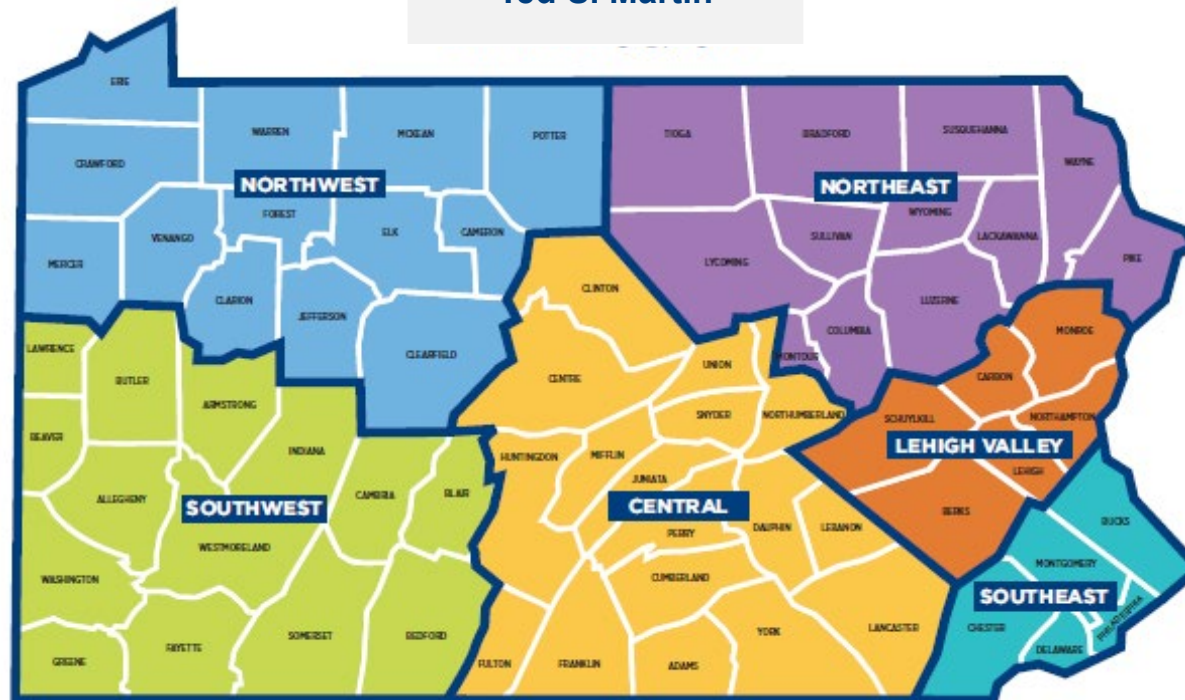 ERIE
WARREN
MCKEAN
POTTER
TIOGA
BRADFORD
SUSQUEHANNA
WAYNE
CRAWFORD
NORTHWEST
NORTHEAST
FOREST
WYOMING
VENANGO
ELK
CAMERON
SULLIVAN
LACKAWANNA
MERCER
LYCOMING
PIKE
CLARION
CLINTON
LUZERNE
JEFFERSON
COLUMBIA
MONROE
LAWRENCE
CLEARFIELD
MONTOUR
UNION
BUTLER
CENTRE
CARBON
ARMSTRONG
SNYDER
NORTHUMBERLAND
SCHUYLKILL
NORTHAMPTON
BEAVER
LEHIGH VALLEY
INDIANA
HUNTINGDON
MIFFLIN
LEHIGH
ALLEGHENY
CAMBRIA
BLAIR
JUNIATA
SOUTHWEST
CENTRAL
BERKS
BUCKS
DAUPHIN
LEBANON
PERRY
WESTMORELAND
MONTGOMERY
WASHINGTON
CUMBERLAND
SOUTHEAST
PHILADELPHIA
CHESTER
LANCASTER
YORK
SOMERSET
BEDFORD
FAYETTE
DELAWARE
GREENE
FULTON
FRANKLIN
ADAMS